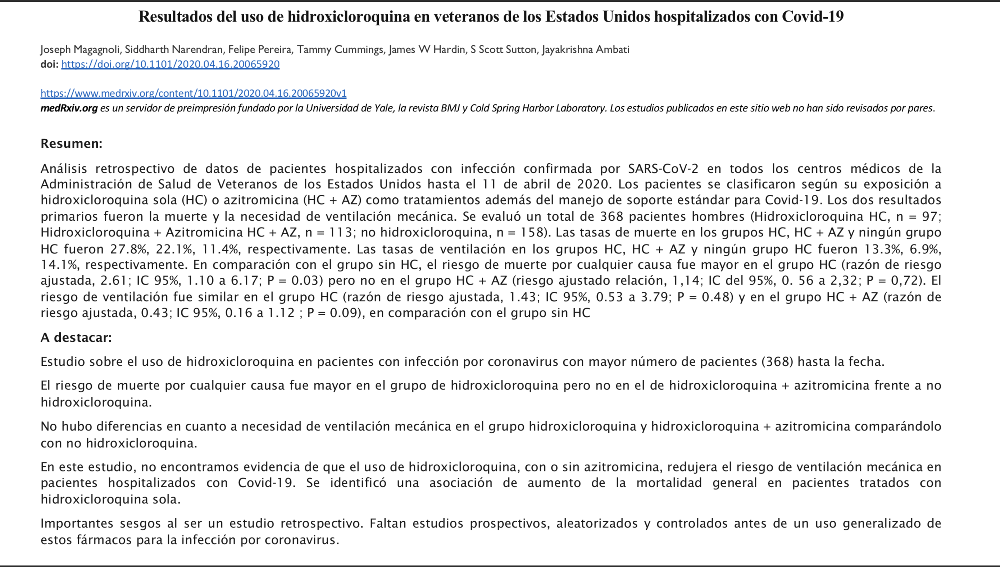 Resultados del uso de hidroxicloroquina en veteranos de los Estados Unidos hospitalizados con Covid-19
Joseph Magagnoli, Siddharth Narendran, Felipe Pereira, Tammy Cummings, James W Hardin, S Scott Sutton, Jayakrishna Ambati
doi: https://doi.org/10.1101/2020.04.16.20065920
https://www.medrxiv.org/content/10.1101/2020.04.16.20065920v1
medRxiv.org es un servidor de preimpresión fundado por la Universidad de Yale, la revista BMJ y Cold Spring Harbor Laboratory. Los estudios publicados en este sitio web no han sido revisados por pares.
Resumen:
Análisis retrospectivo de datos de pacientes hospitalizados con infección confirmada por SARS-CoV-2 en todos los centros médicos de la
Administración de Salud de Veteranos de los Estados Unidos hasta el 11 de abril de 2020. Los pacientes se clasificaron según su exposición a
hidroxicloroquina sola (HC) o azitromicina (HC + AZ) como tratamientos además del manejo de soporte estándar para Covid-19. Los dos resultados
primarios fueron la muerte y la necesidad de ventilación mecánica. Se evaluó un total de 368 pacientes hombres (Hidroxicloroquina HC, n = 97;
Hidroxicloroquina + Azitromicina HC + AZ, n = 113; no hidroxicloroquina, n = 158). Las tasas de muerte en los grupos HC, HC + AZ y ningún grupo
HC fueron 27.8%, 22.1%, 11.4%, respectivamente. Las tasas de ventilación en los grupos HC, HC + AZ y ningún grupo HC fueron 13.3%, 6.9%,
14.1%, respectivamente. En comparación con el grupo sin HC, el riesgo de muerte por cualquier causa fue mayor en el grupo HC (razón de riesgo
ajustada, 2.61; IC 95%, 1.10 a 6.17; P = 0.03) pero no en el grupo HC + AZ (riesgo ajustado relación, 1,14; IC del 95%, 0. 56 a 2,32; P = 0,72). El
riesgo de ventilación fue similar en el grupo HC (razón de riesgo ajustada, 1.43; IC 95%, 0.53 a 3.79; P = 0.48) y en el grupo HC + AZ (razón de
riesgo ajustada, 0.43; IC 95%, 0.16 a 1.12 ; P = 0.09), en comparación con el grupo sin HC
A destacar:
Estudio sobre el uso de hidroxicloroquina en pacientes con infección por coronavirus con mayor número de pacientes (368) hasta la fecha.
El riesgo de muerte por cualquier causa fue mayor en el grupo de hidroxicloroquina pero no en el de hidroxicloroquina + azitromicina frente a no
hidroxicloroquina.
No hubo diferencias en cuanto a necesidad de ventilación mecánica en el grupo hidroxicloroquina y hidroxicloroquina + azitromicina comparándolo
con no hidroxicloroquina.
En este estudio, no encontramos evidencia de que el uso de hidroxicloroquina, con o sin azitromicina, redujera el riesgo de ventilación mecánica en
pacientes hospitalizados con Covid-19. Se identificó una asociación de aumento de la mortalidad general en pacientes tratados con
hidroxicloroquina sola.
Importantes sesgos al ser un estudio retrospectivo. Faltan estudios prospectivos, aleatorizados y controlados antes de un uso generalizado de
estos fármacos para la infección por coronavirus.